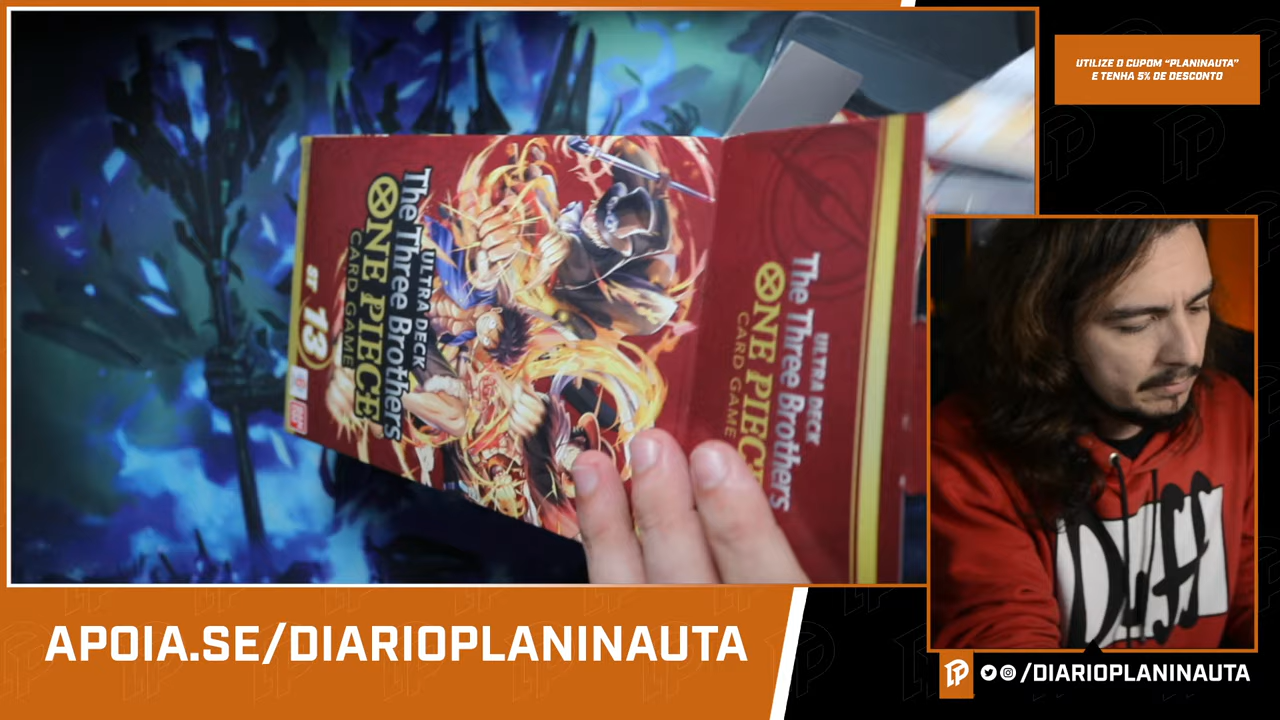 UTILIZE O CUPOM “PLANINAUTA”
E TENHA 5% DE DESCONTO
ULTRA DECK
The Three Brothers
ONE PIECE
CARD GAME
ST 13
ULTRA DECK
The Three Brothers
ONE PIECE
CARD GAME
Duff
APOIA.SE/DIARIOPLANINAUTA
/DIARIOPLANINAUTA